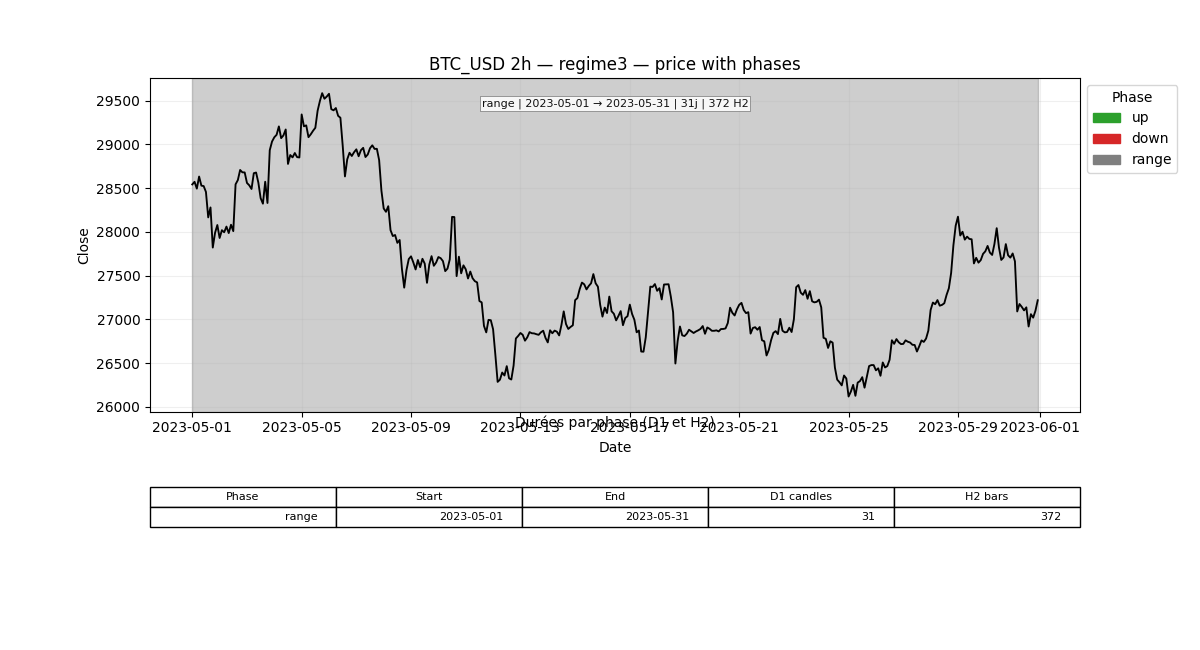 BTC_USD 2h — regime3 — price with phases
range | 2023-05-01 → 2023-05-31 | 31j | 372 H2
Phase
up
down
range
Close
29500
29000
28500
28000
27500
27000
26500
26000
Durées par phase (D1 et H2)
2023-05-01 2023-05-05 2023-05-09 2023-05-13 2023-05-17 2023-05-21 2023-05-25 2023-05-29 2023-06-01
Date
Phase Start End D1 candles H2 bars
range 2023-05-01 2023-05-31 31 372